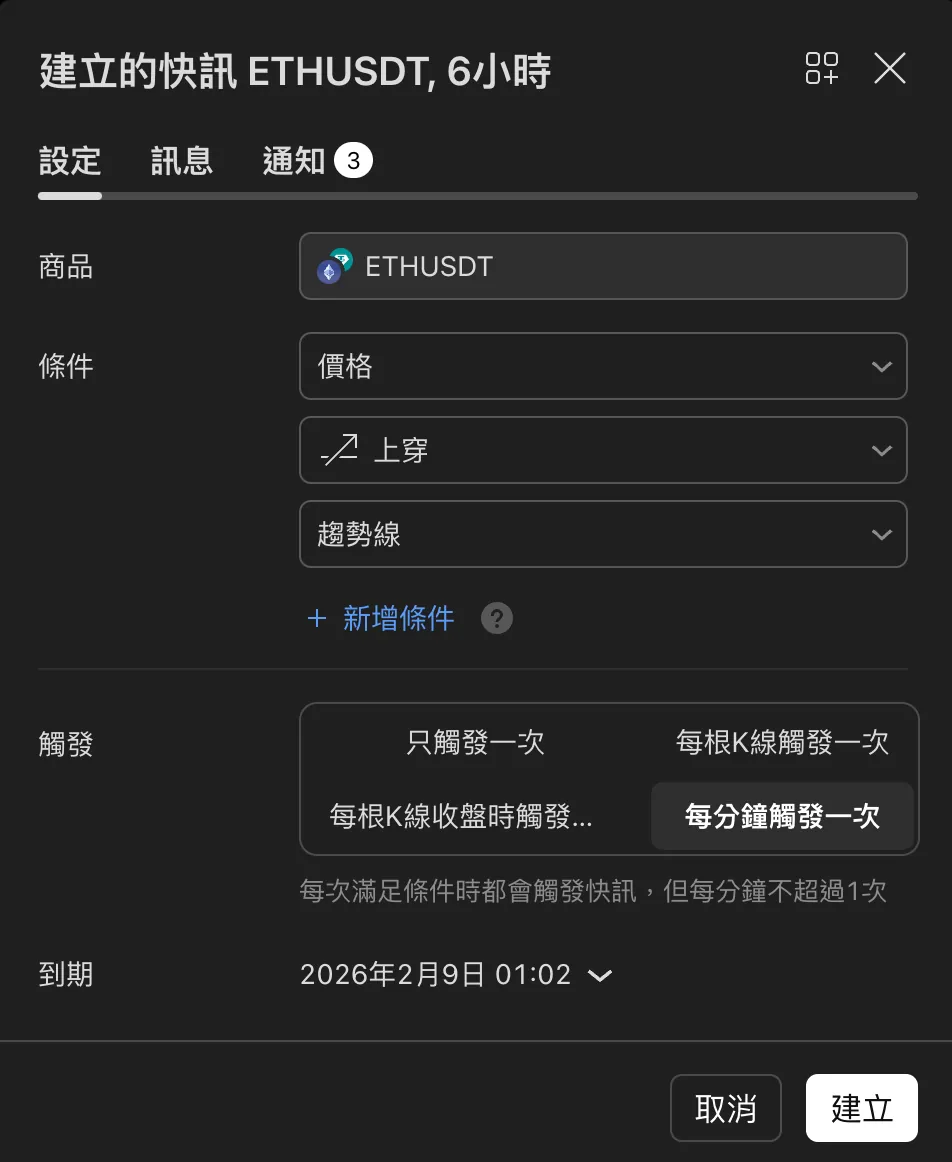 建立的快訊 ETHUSDT, 6小時
設定 訊息 通知 3
商品 ETHUSDT
條件 價格
上穿
趨勢線
+ 新增條件 ?
觸發 只觸發一次 每根K線觸發一次
每根K線收盤時觸發... 每分鐘觸發一次
每次滿足條件時都會觸發快訊，但每分鐘不超過1次
到期 2026年2月9日 01:02
取消 建立